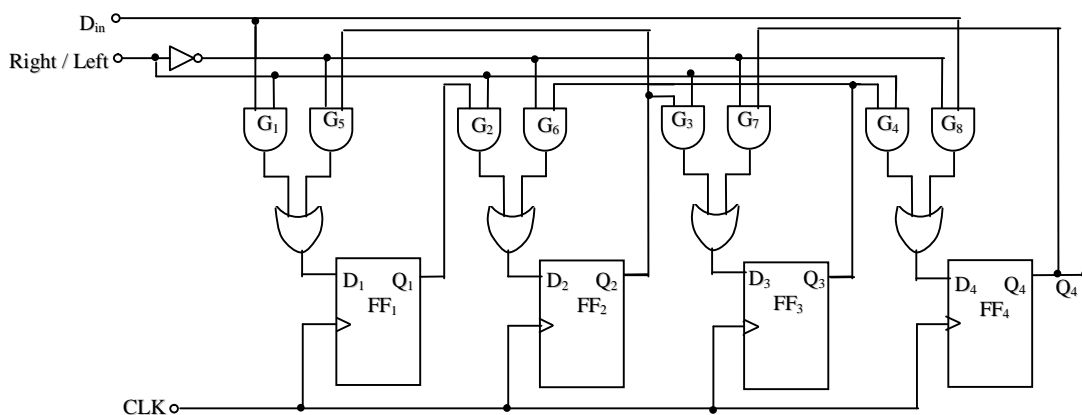 D_in
Right / Left
G₁ G₅ G₂ G₆ G₃ G₇ G₄ G₈
D₁ Q₁ D₂ Q₂ D₃ Q₃ D₄ Q₄ Q₄
FF₁ FF₂ FF₃ FF₄
CLK